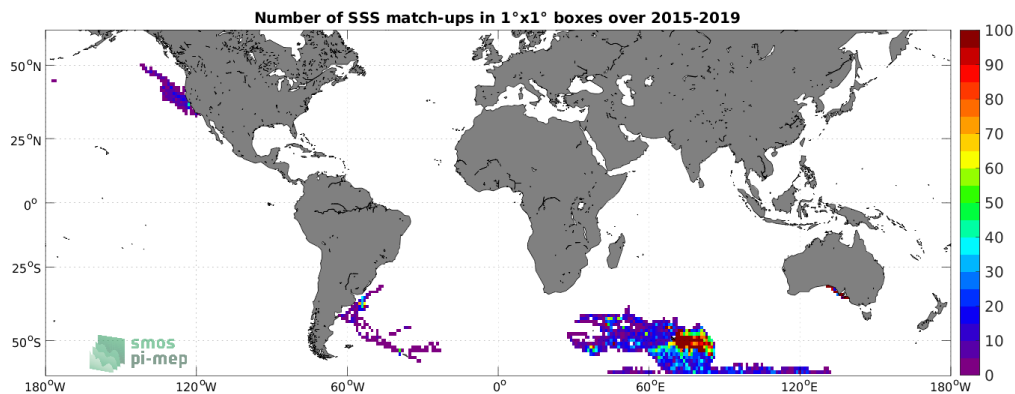 Number of SSS match-ups in 1°x1° boxes over 2015-2019
50°N
25°N
0°
25°S
50°S
180°W
120°W
60°W
0°
60°E
120°E
180°W
100
90
80
70
60
50
40
30
20
10
0
smos
pi-mep